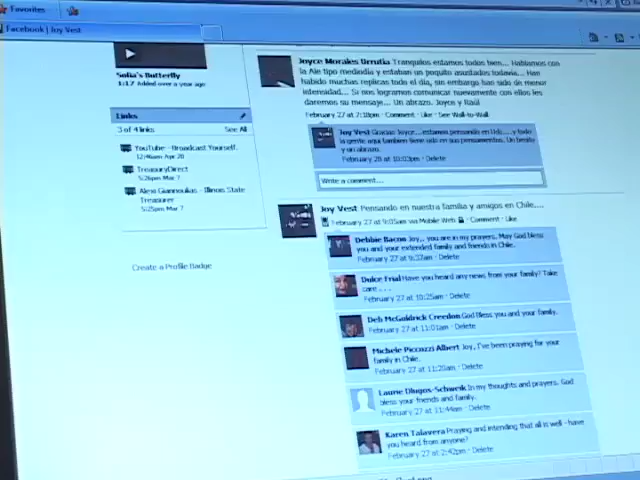 Favorites
Facebook | Joy Vest
Sofia's Butterfly
1:17 Added over a year ago
Links
3 of 4 links See All
YouTube - Broadcast Yourself.
12:46am Apr 28
TreasuryDirect
5:26pm Mar 7
Alexi Giannoulias - Illinois State
Treasurer
5:25pm Mar 7
Create a Profile Badge
Joyce Morales Urrutia Tranquilos estamos todos bien... Hablamos con
la Ale tipo mediodia y estaban un poquito asustados todavia... Han
habido muchas replicas todo el dia, sin embargo han sido de menor
intensidad... Si nos logramos comunicar nuevamente con ellos les
daremos su mensaje... Un abrazo. Joyce y Raúl
February 27 at 7:18pm · Comment · Like · See Wall-to-Wall
Joy Vest Gracias Joyce....estamos pensando en Uds....y todo
la gente aqui tambien tiene en sus pensamientos. Un besito
y un abrazo.
February 28 at 10:03pm · Delete
Write a comment...
Joy Vest Pensando en nuestra familia y amigos en Chile....
February 27 at 9:05am via Mobile Web · Comment · Like
Debbie Bacon Joy,. you are in my prayers. May God bless
you and your extended family and friends in Chile.
February 27 at 9:37am · Delete
Dulce Frial Have you heard any news from your family? Take
care . . .
February 27 at 10:25am · Delete
Deb McGoldrick Creedon God Bless you and your family.
February 27 at 11:01am · Delete
Michele Piccozzi Albert Joy, I've been praying for your
family in Chile.
February 27 at 11:20am · Delete
Laurie Dlugos-Schweik In my thoughts and prayers. God
bless your friends and family.
February 27 at 11:44am · Delete
Karen Talavera Praying and intending that all is well - have
you heard from anyone?
February 27 at 2:42pm · Delete